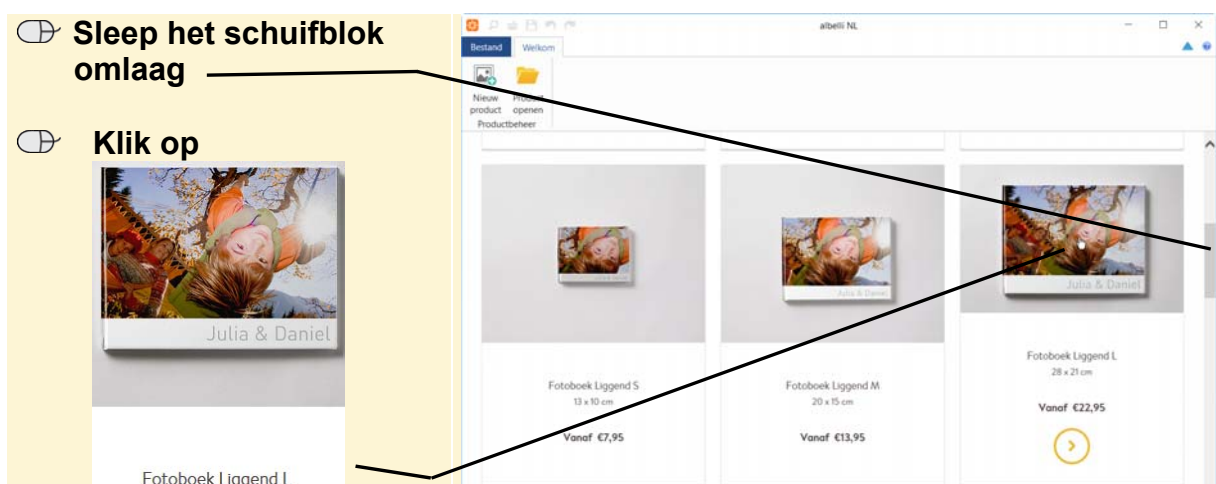 Sleep het schuifblok
omlaag
Klik op
Julia & Daniel
Fotoboek Liggend L
albelli NL
Bestand Welkom
Nieuw product
Product openen
Productbeheer
Julia & Daniel
Julia & Daniel
Fotoboek Liggend S
13 x 10 cm
Vanaf €7,95
Fotoboek Liggend M
20 x 15 cm
Vanaf €13,95
Fotoboek Liggend L
28 x 21 cm
Vanaf €22,95